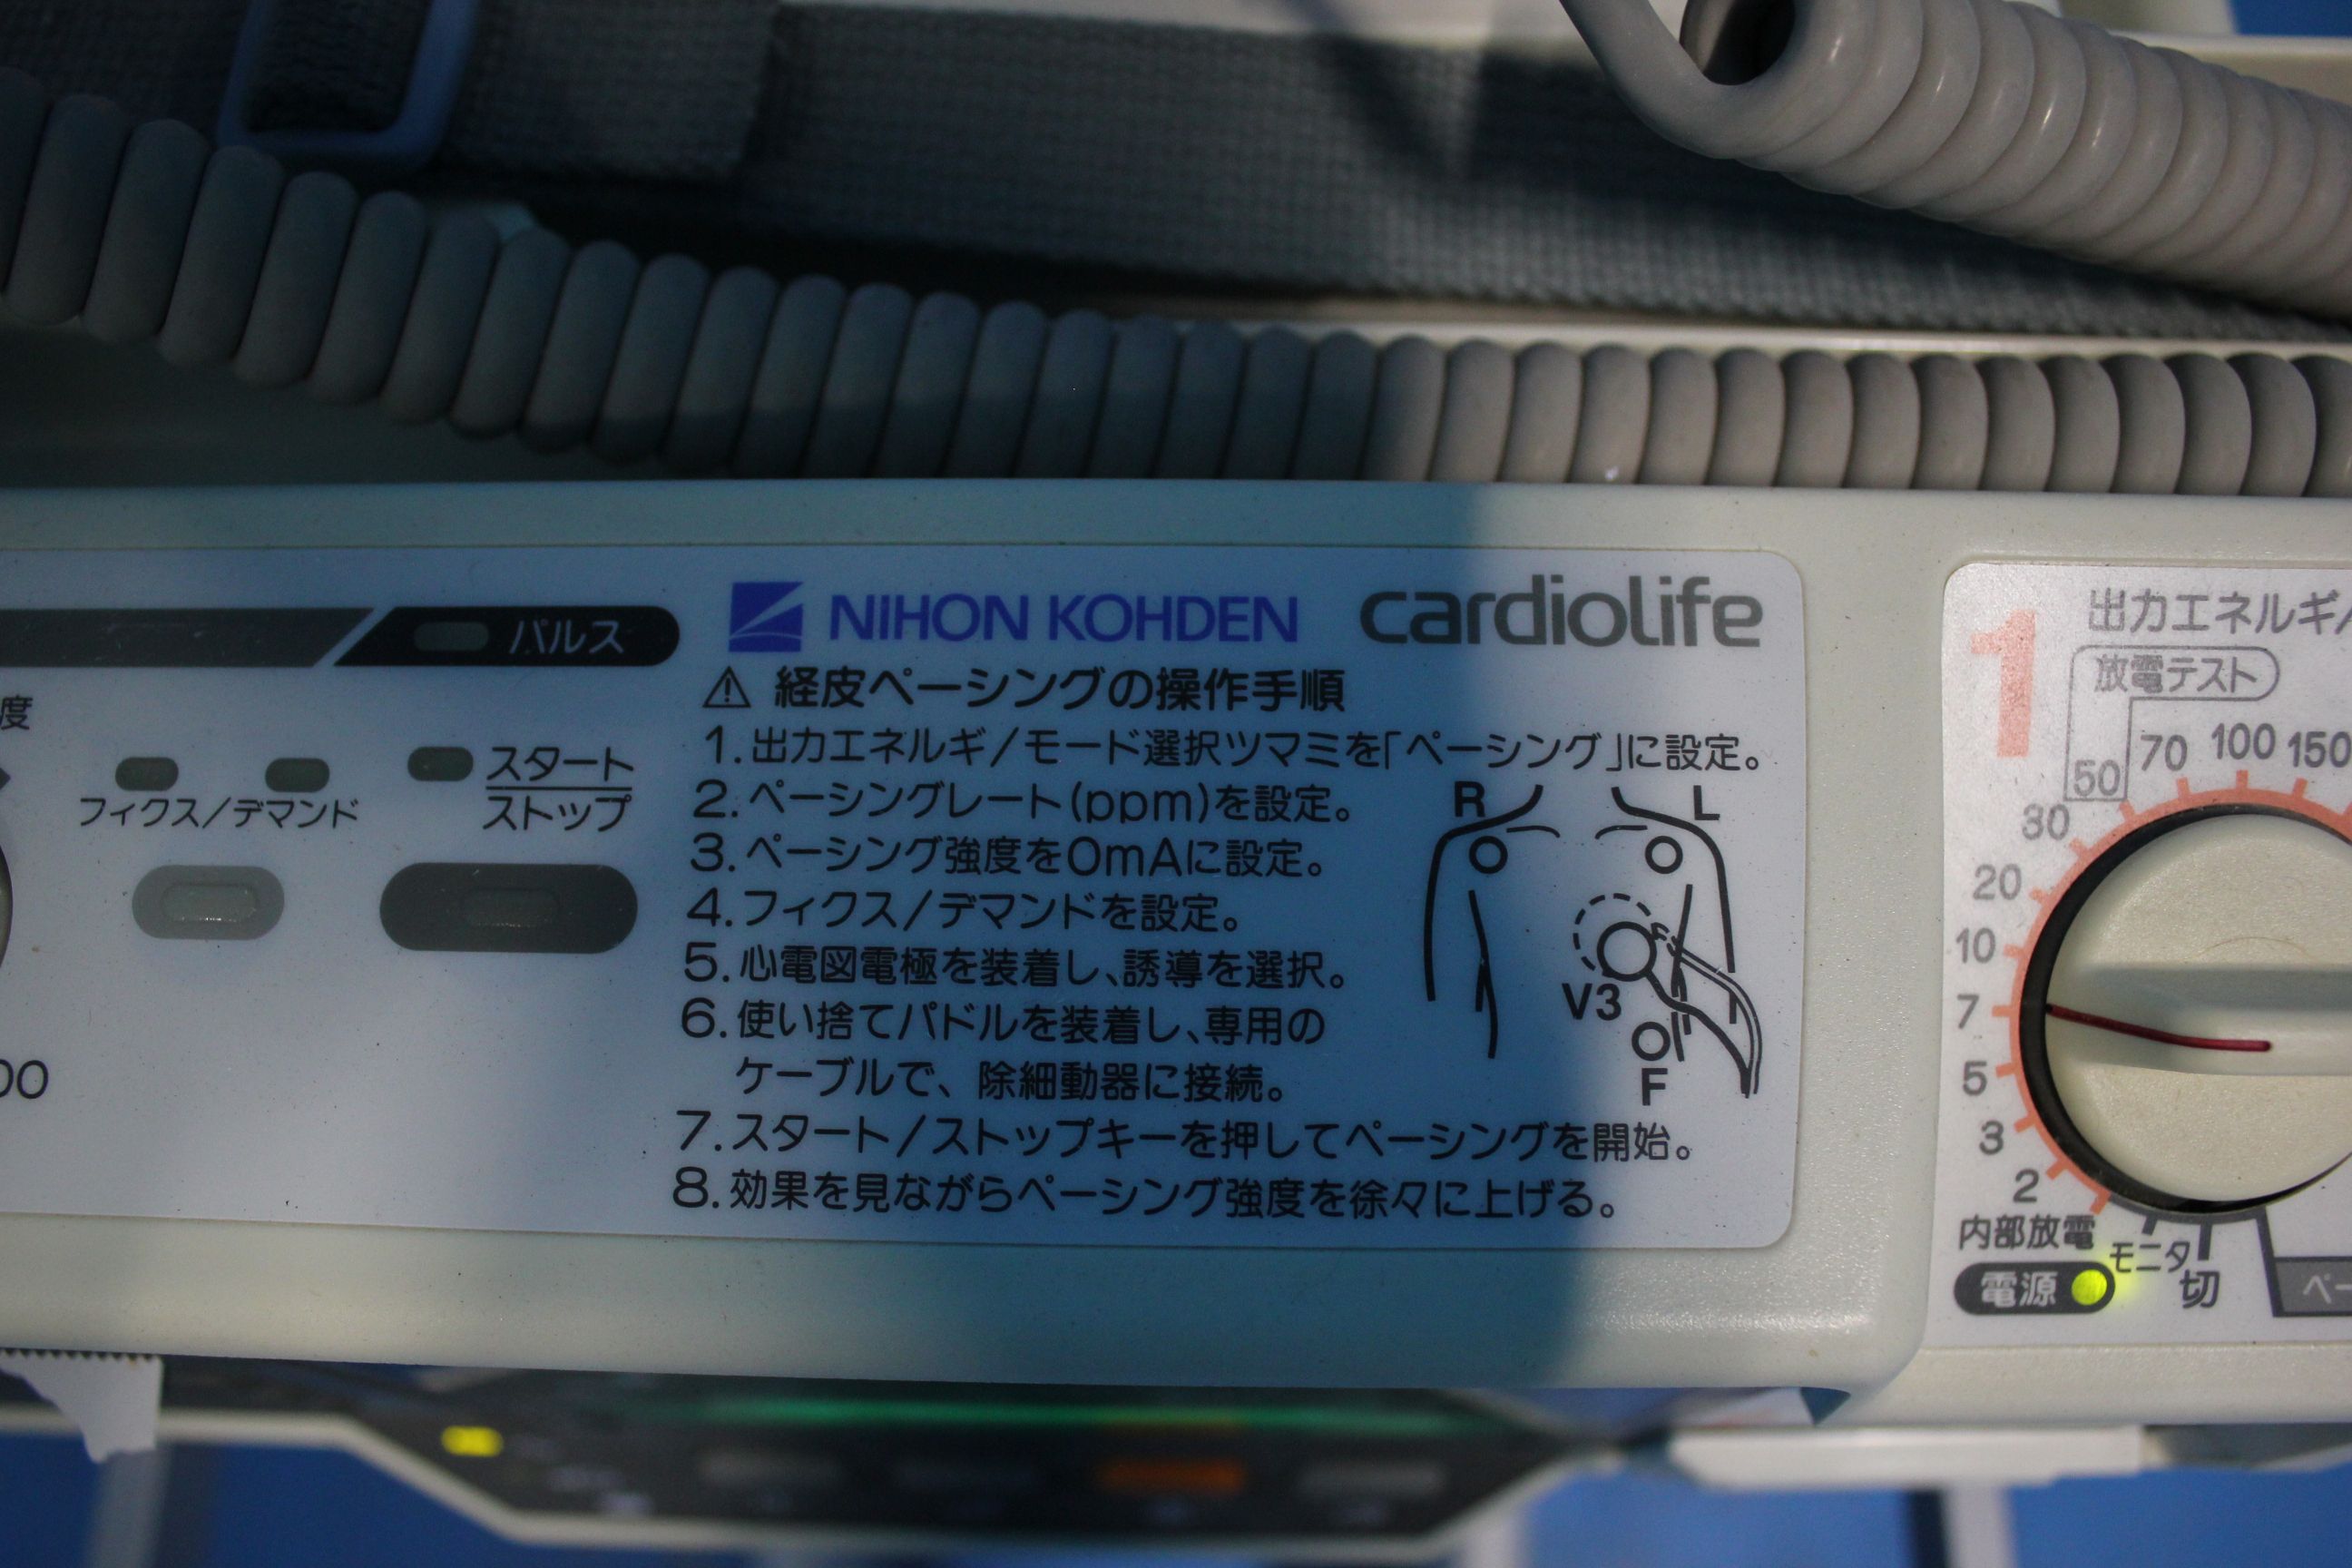 NIHON KOHDEN cardiolife
パルス
⚠ 経皮ペーシングの操作手順
1.出力エネルギ/モード選択ツマミを「ペーシング」に設定。
2.ペーシングレート(ppm)を設定。
3.ペーシング強度を0mAに設定。
4.フィクス/デマンドを設定。
5.心電図電極を装着し、誘導を選択。
6.使い捨てパドルを装着し、専用の
ケーブルで、除細動器に接続。
7.スタート/ストップキーを押してペーシングを開始。
8.効果を見ながらペーシング強度を徐々に上げる。
R
L
V3
F
度
フィクス/デマンド
スタート
ストップ
00
1
出力エネルギ/
放電テスト
50 70 100 150
30
20
10
7
5
3
2
内部放電
モニタ
切
電源
ペー